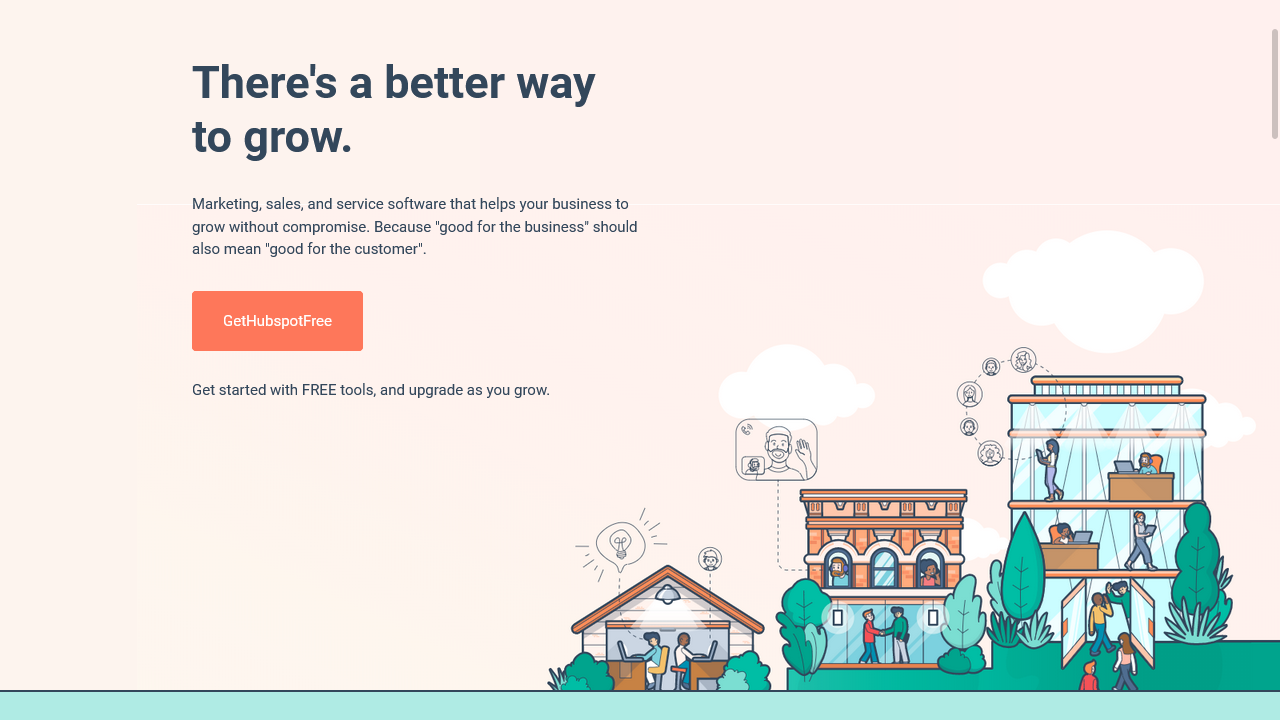 There's a better way
to grow.
Marketing, sales, and service software that helps your business to
grow without compromise. Because "good for the business" should
also mean "good for the customer".
GetHubspotFree
Get started with FREE tools, and upgrade as you grow.